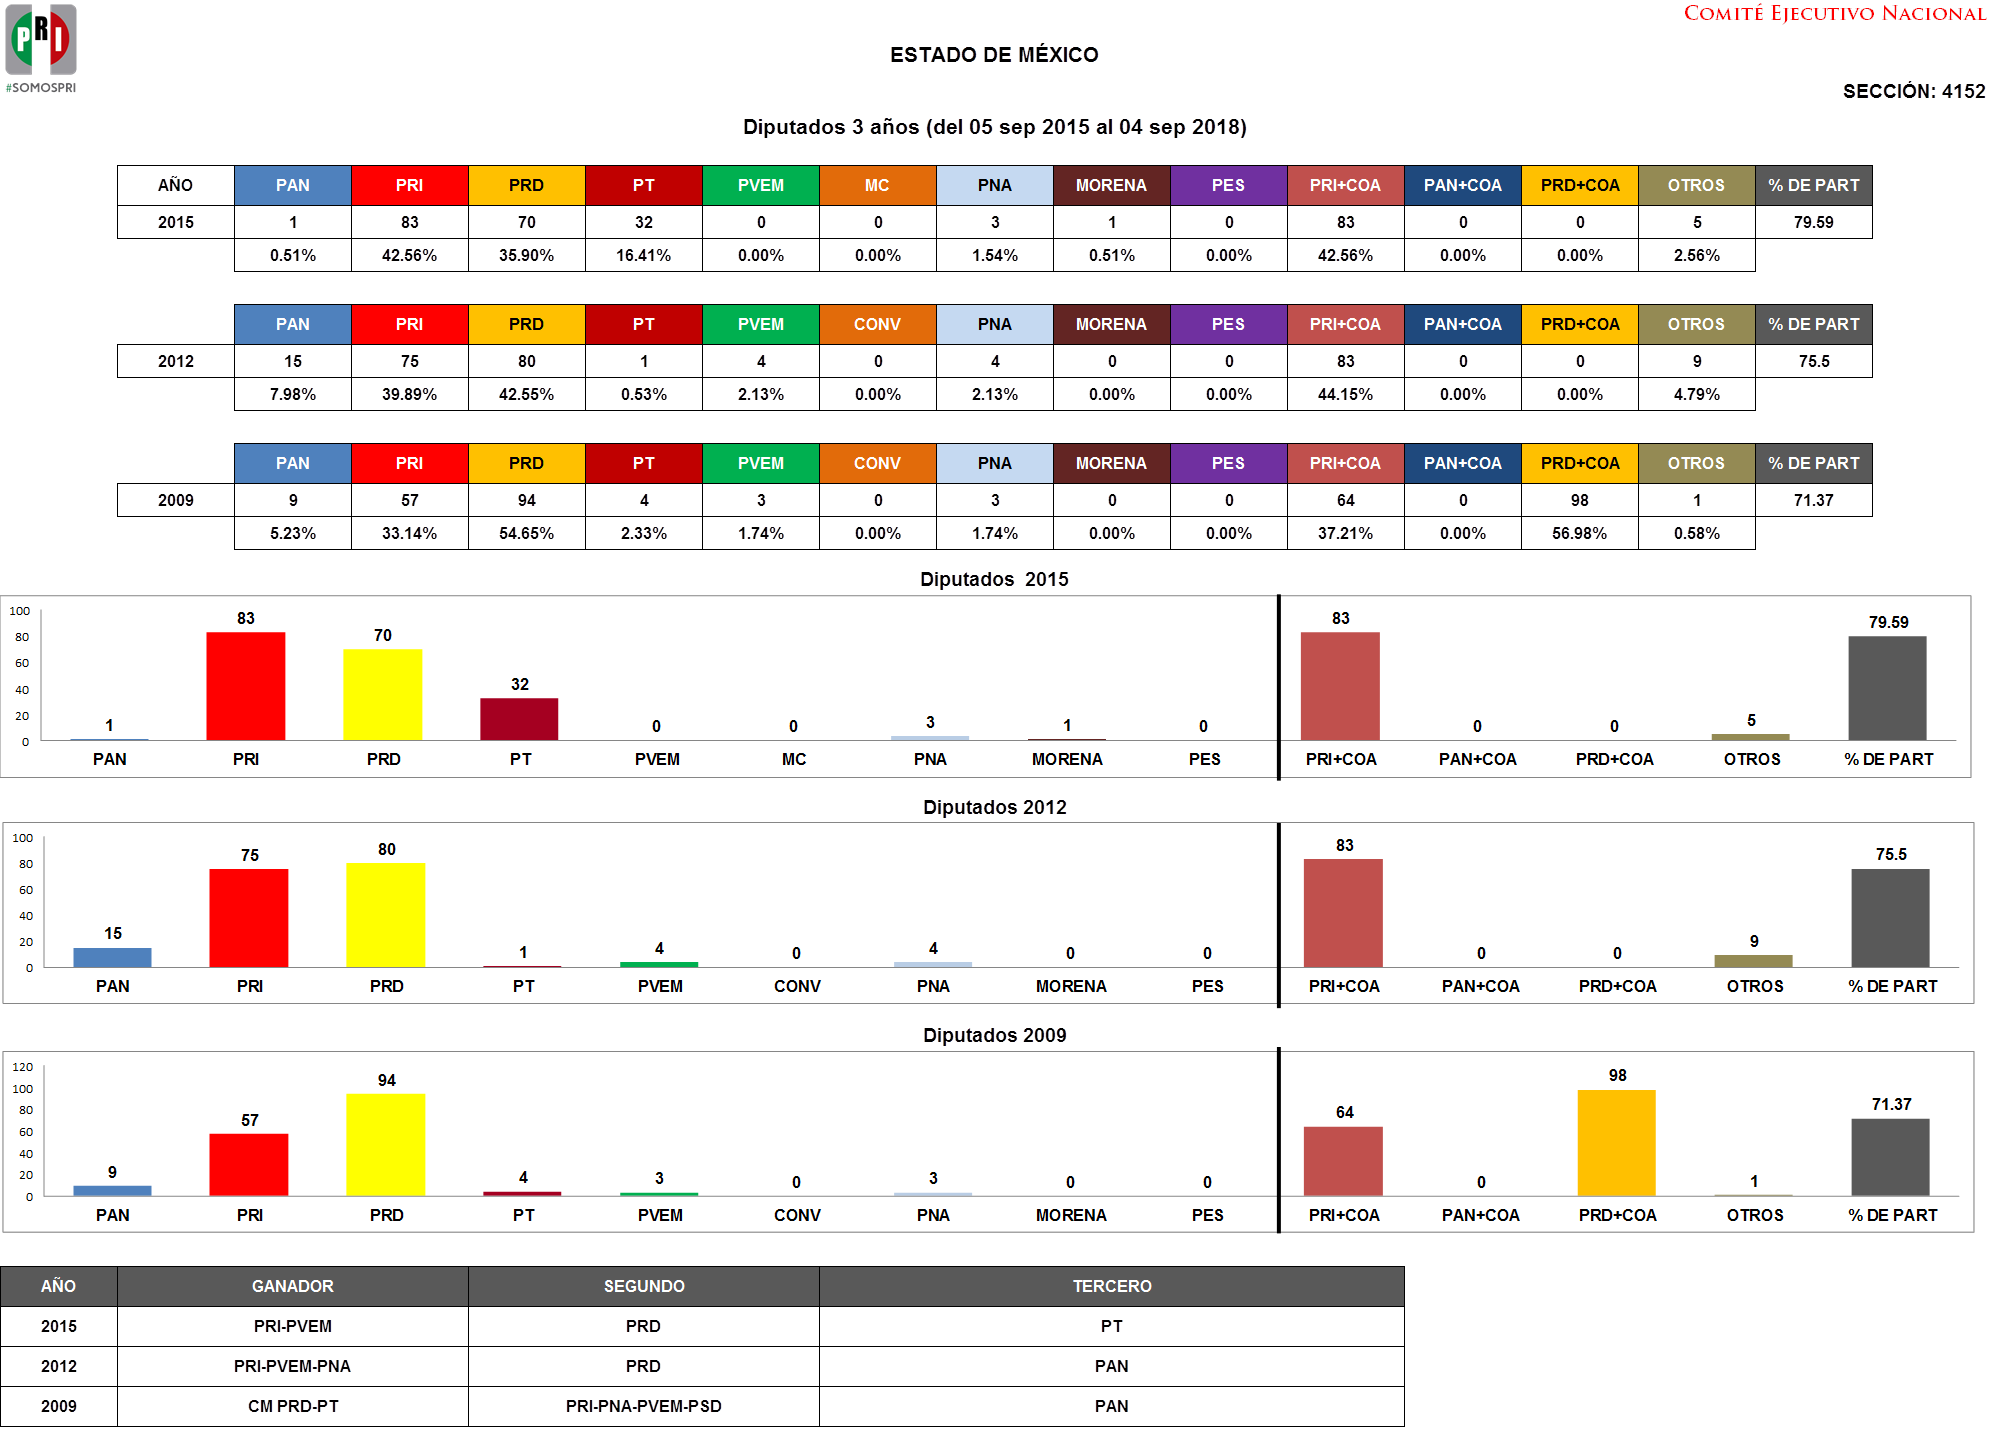 PRI
#SOMOSPRI
COMITÉ EJECUTIVO NACIONAL
ESTADO DE MÉXICO
SECCIÓN: 4152
Diputados 3 años (del 05 sep 2015 al 04 sep 2018)
AÑO PAN PRI PRD PT PVEM MC PNA MORENA PES PRI+COA PAN+COA PRD+COA OTROS % DE PART
2015 1 83 70 32 0 0 3 1 0 83 0 0 5 79.59
0.51% 42.56% 35.90% 16.41% 0.00% 0.00% 1.54% 0.51% 0.00% 42.56% 0.00% 0.00% 2.56%
PAN PRI PRD PT PVEM CONV PNA MORENA PES PRI+COA PAN+COA PRD+COA OTROS % DE PART
2012 15 75 80 1 4 0 4 0 0 83 0 0 9 75.5
7.98% 39.89% 42.55% 0.53% 2.13% 0.00% 2.13% 0.00% 0.00% 44.15% 0.00% 0.00% 4.79%
PAN PRI PRD PT PVEM CONV PNA MORENA PES PRI+COA PAN+COA PRD+COA OTROS % DE PART
2009 9 57 94 4 3 0 3 0 0 64 0 98 1 71.37
5.23% 33.14% 54.65% 2.33% 1.74% 0.00% 1.74% 0.00% 0.00% 37.21% 0.00% 56.98% 0.58%
Diputados 2015
100
80
60
40
20
0
1 83 70 32 0 0 3 1 0 83 0 0 5 79.59
PAN PRI PRD PT PVEM MC PNA MORENA PES PRI+COA PAN+COA PRD+COA OTROS % DE PART
Diputados 2012
100
80
60
40
20
0
15 75 80 1 4 0 4 0 0 83 0 0 9 75.5
PAN PRI PRD PT PVEM CONV PNA MORENA PES PRI+COA PAN+COA PRD+COA OTROS % DE PART
Diputados 2009
120
100
80
60
40
20
0
9 57 94 4 3 0 3 0 0 64 0 98 1 71.37
PAN PRI PRD PT PVEM CONV PNA MORENA PES PRI+COA PAN+COA PRD+COA OTROS % DE PART
AÑO GANADOR SEGUNDO TERCERO
2015 PRI-PVEM PRD PT
2012 PRI-PVEM-PNA PRD PAN
2009 CM PRD-PT PRI-PNA-PVEM-PSD PAN